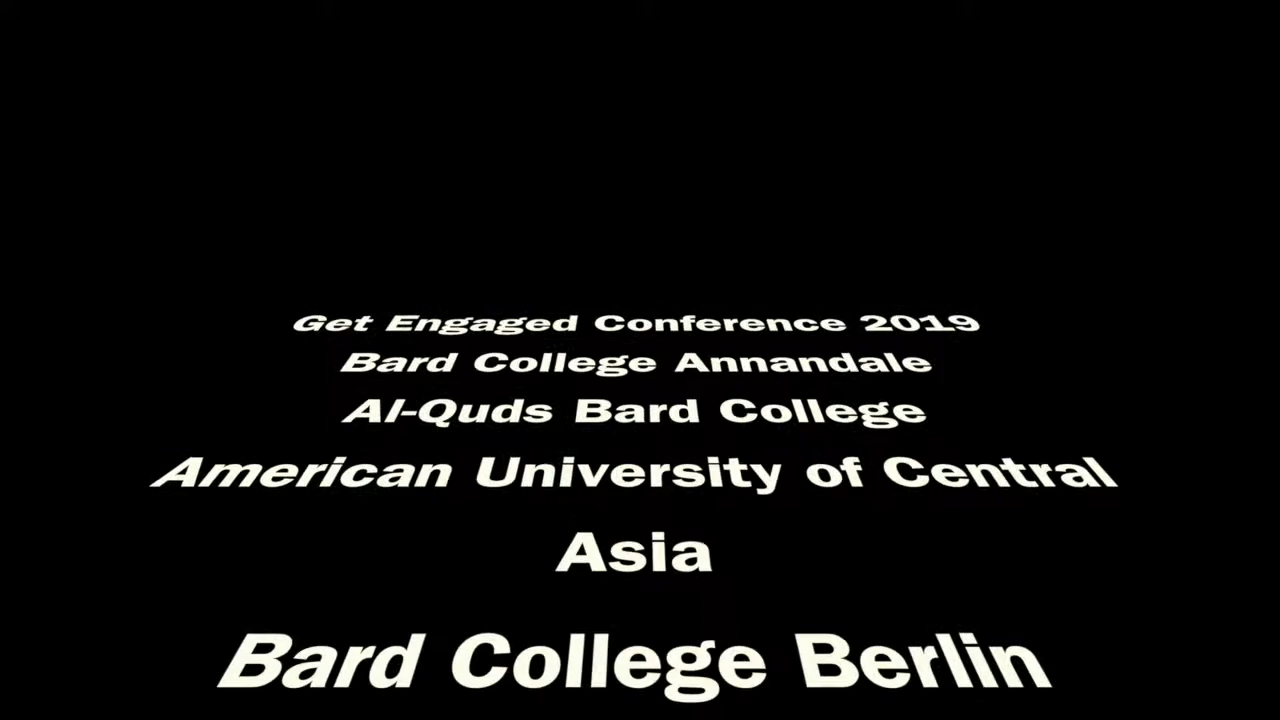 Get Engaged Conference 2019
Bard College Annandale
Al-Quds Bard College
American University of Central
Asia
Bard College Berlin